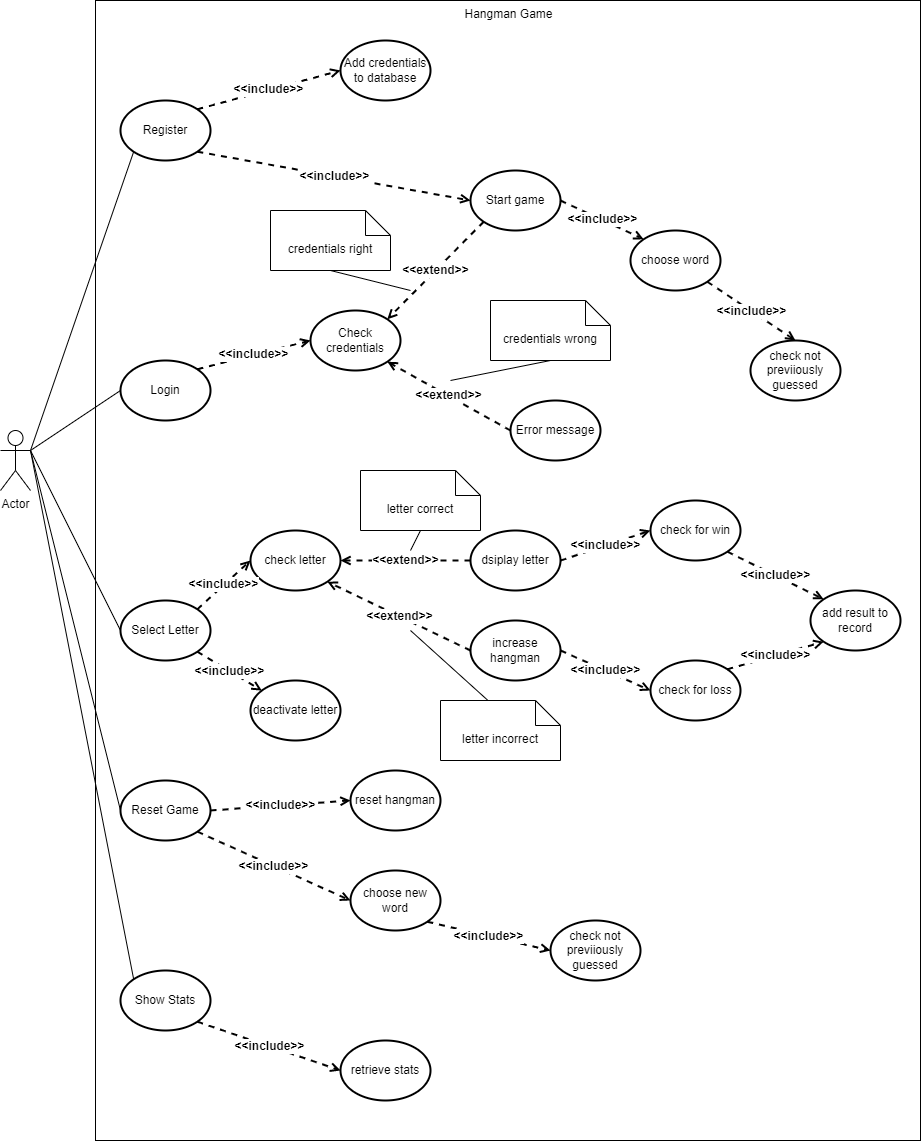 Hangman Game
Add credentials
to database
<<include>>
Register
<<include>>
Start game
<<include>>
credentials right
choose word
<<extend>>
<<include>>
Check
credentials
credentials wrong
<<include>>
check not
previiously
guessed
Login
<<extend>>
Error message
Actor
letter correct
check for win
<<include>>
check letter
<<extend>>
dsiplay letter
<<include>>
<<include>>
add result to
record
<<extend>>
Select Letter
increase
hangman
<<include>>
<<include>>
<<include>>
check for loss
deactivate letter
letter incorrect
reset hangman
<<include>>
Reset Game
<<include>>
choose new
word
<<include>>
check not
previiously
guessed
Show Stats
<<include>>
retrieve stats